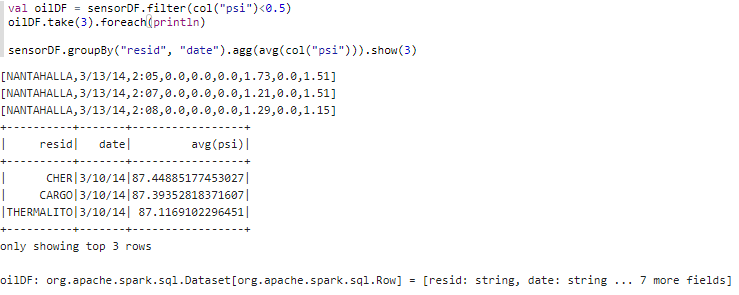 val oilDF = sensorDF.filter(col("psi")<0.5)
oilDF.take(3).foreach(println)
sensorDF.groupBy("resid", "date").agg(avg(col("psi"))).show(3)
[NANTAHALLA,3/13/14,2:05,0.0,0.0,0.0,1.73,0.0,1.51]
[NANTAHALLA,3/13/14,2:07,0.0,0.0,0.0,1.21,0.0,1.51]
[NANTAHALLA,3/13/14,2:08,0.0,0.0,0.0,1.29,0.0,1.15]
+----------+-------+-----------------+
|     resid|   date|         avg(psi)|
+----------+-------+-----------------+
|      CHER|3/10/14|87.44885177453027|
|     CARGO|3/10/14|87.39352818371607|
|THERMALITO|3/10/14| 87.1169102296451|
+----------+-------+-----------------+
only showing top 3 rows
oilDF: org.apache.spark.sql.Dataset[org.apache.spark.sql.Row] = [resid: string, date: string ... 7 more fields]